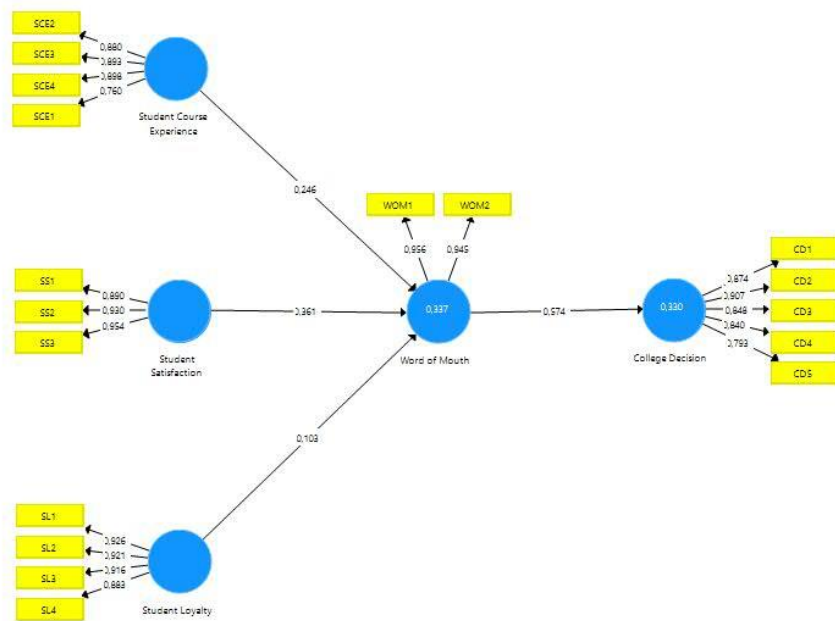 SCE2
0,880
SCE3
0,893
SCE4
0,898
SCE1
0,760
Student Course
Experience
0,246
WOM1
WOM2
0,956
0,945
SS1
0,890
SS2
0,930
SS3
0,954
Student
Satisfaction
0,361
0,337
Word of Mouth
0,574
0,330
College Decision
CD1
0,874
CD2
0,907
CD3
0,848
CD4
0,840
CD5
0,793
0,103
SL1
0,926
SL2
0,921
SL3
0,916
SL4
0,883
Student Loyalty